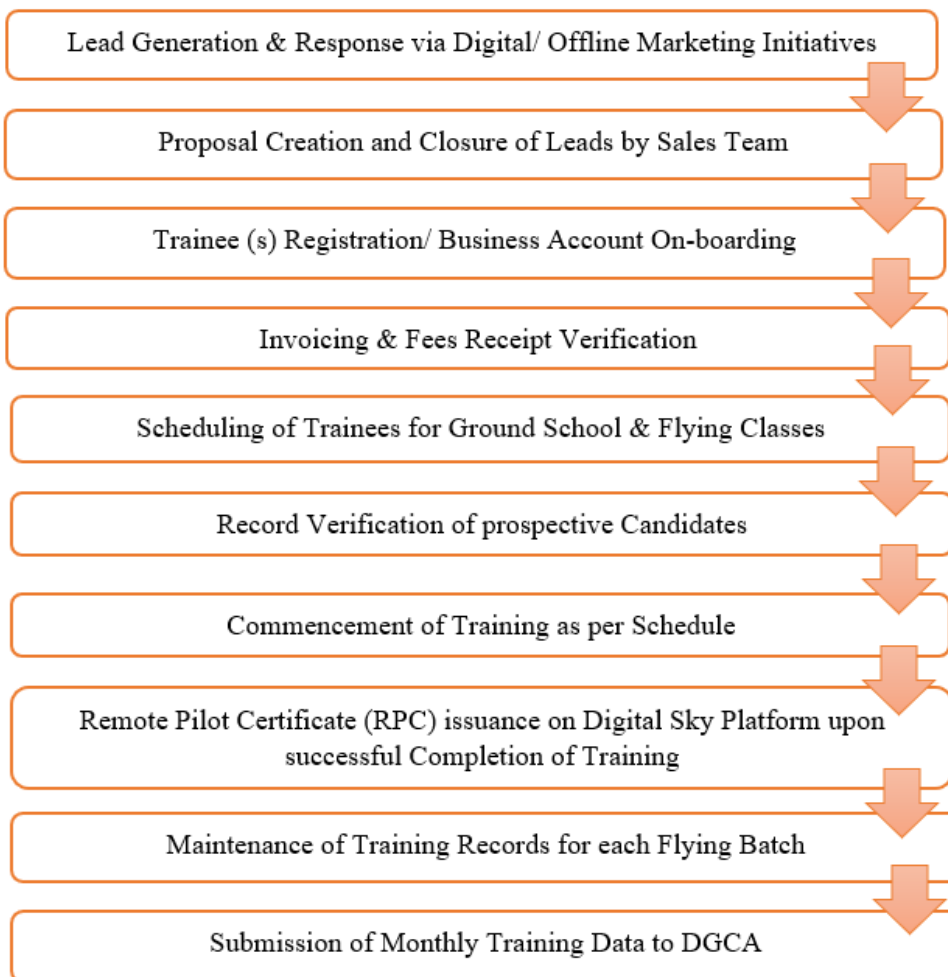 Lead Generation & Response via Digital/ Offline Marketing Initiatives
Proposal Creation and Closure of Leads by Sales Team
Trainee (s) Registration/ Business Account On-boarding
Invoicing & Fees Receipt Verification
Scheduling of Trainees for Ground School & Flying Classes
Record Verification of prospective Candidates
Commencement of Training as per Schedule
Remote Pilot Certificate (RPC) issuance on Digital Sky Platform upon
successful Completion of Training
Maintenance of Training Records for each Flying Batch
Submission of Monthly Training Data to DGCA